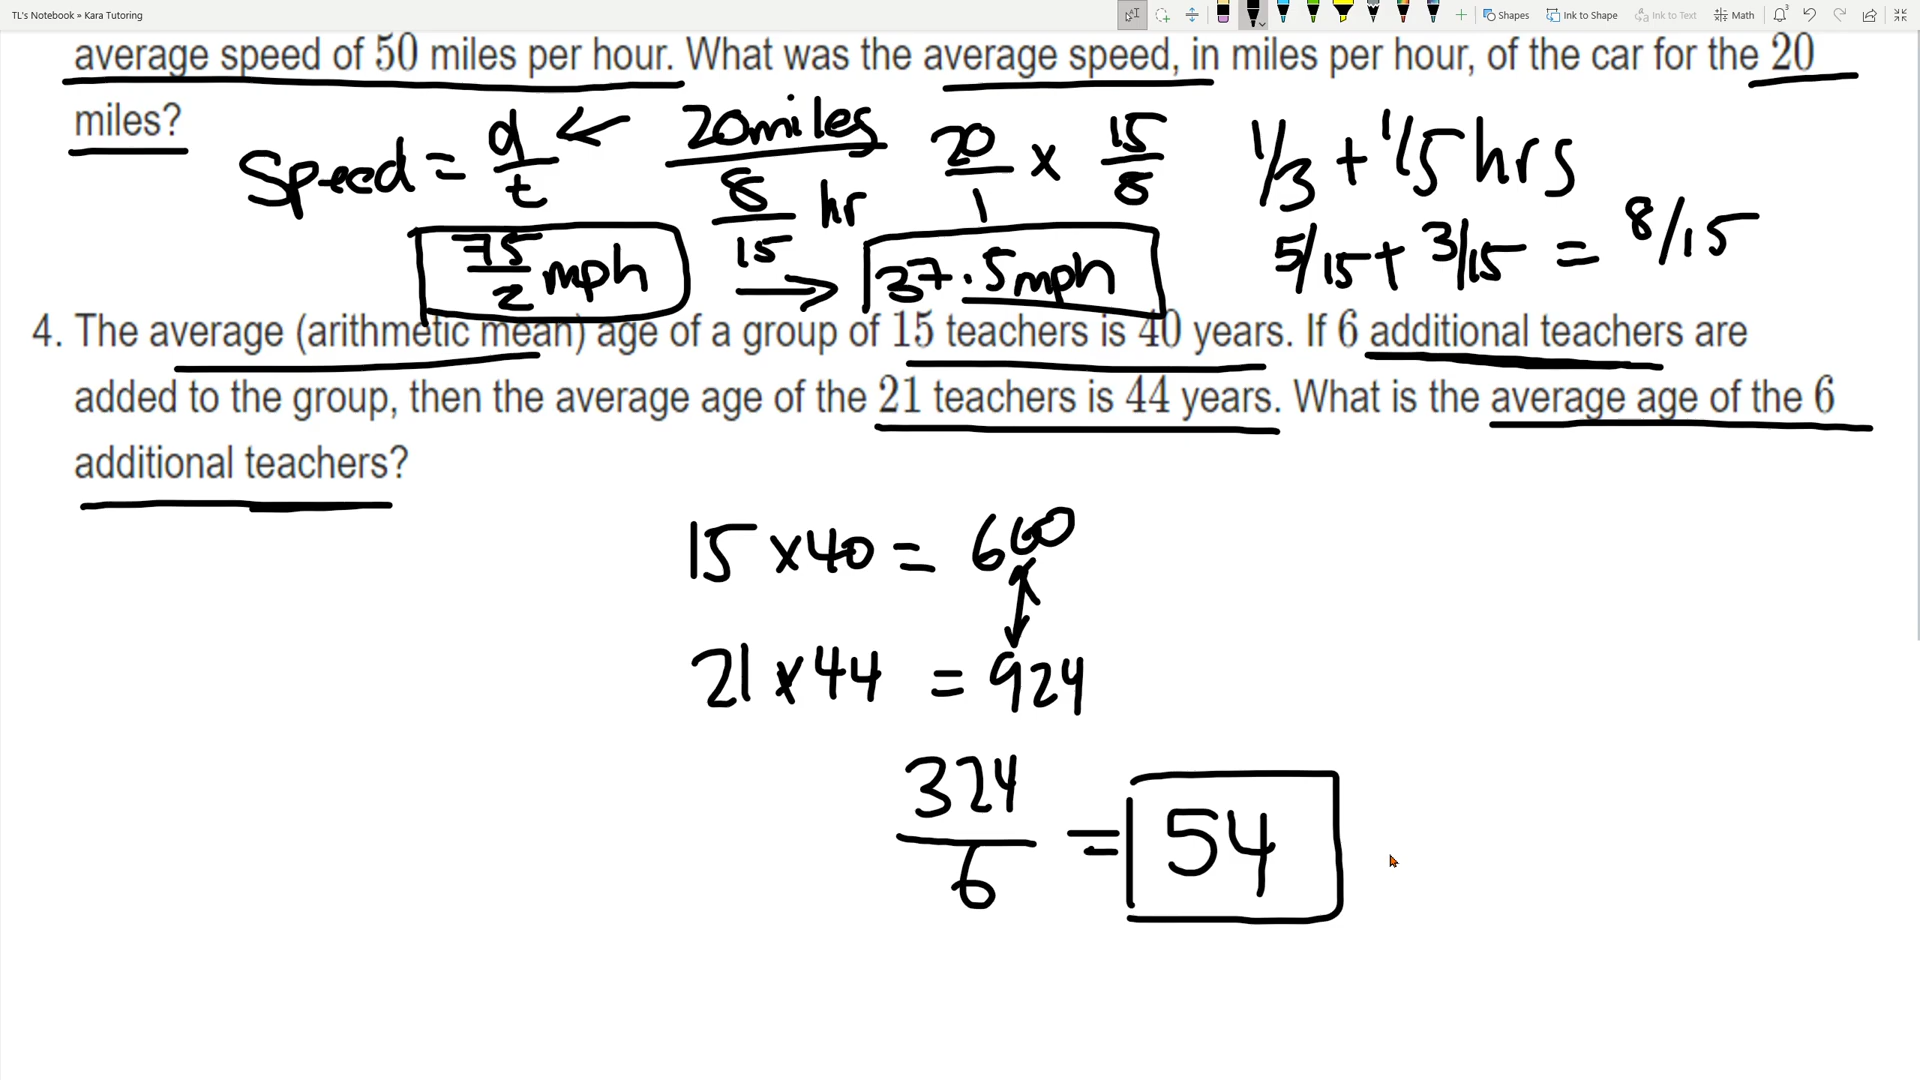 TL's Notebook » Kara Tutoring
Shapes Ink to Shape Ink to Text Math
average speed of 50 miles per hour. What was the average speed, in miles per hour, of the car for the 20
miles?
Speed = d/t ← 20miles / 8/15 hr 20/1 x 15/8 1/3 + 1/5 hrs
5/15 + 3/15 = 8/15
75/2 mph → 37.5mph
4. The average (arithmetic mean) age of a group of 15 teachers is 40 years. If 6 additional teachers are
added to the group, then the average age of the 21 teachers is 44 years. What is the average age of the 6
additional teachers?
15 x 40 = 600
21 x 44 = 924
324/6 = 54